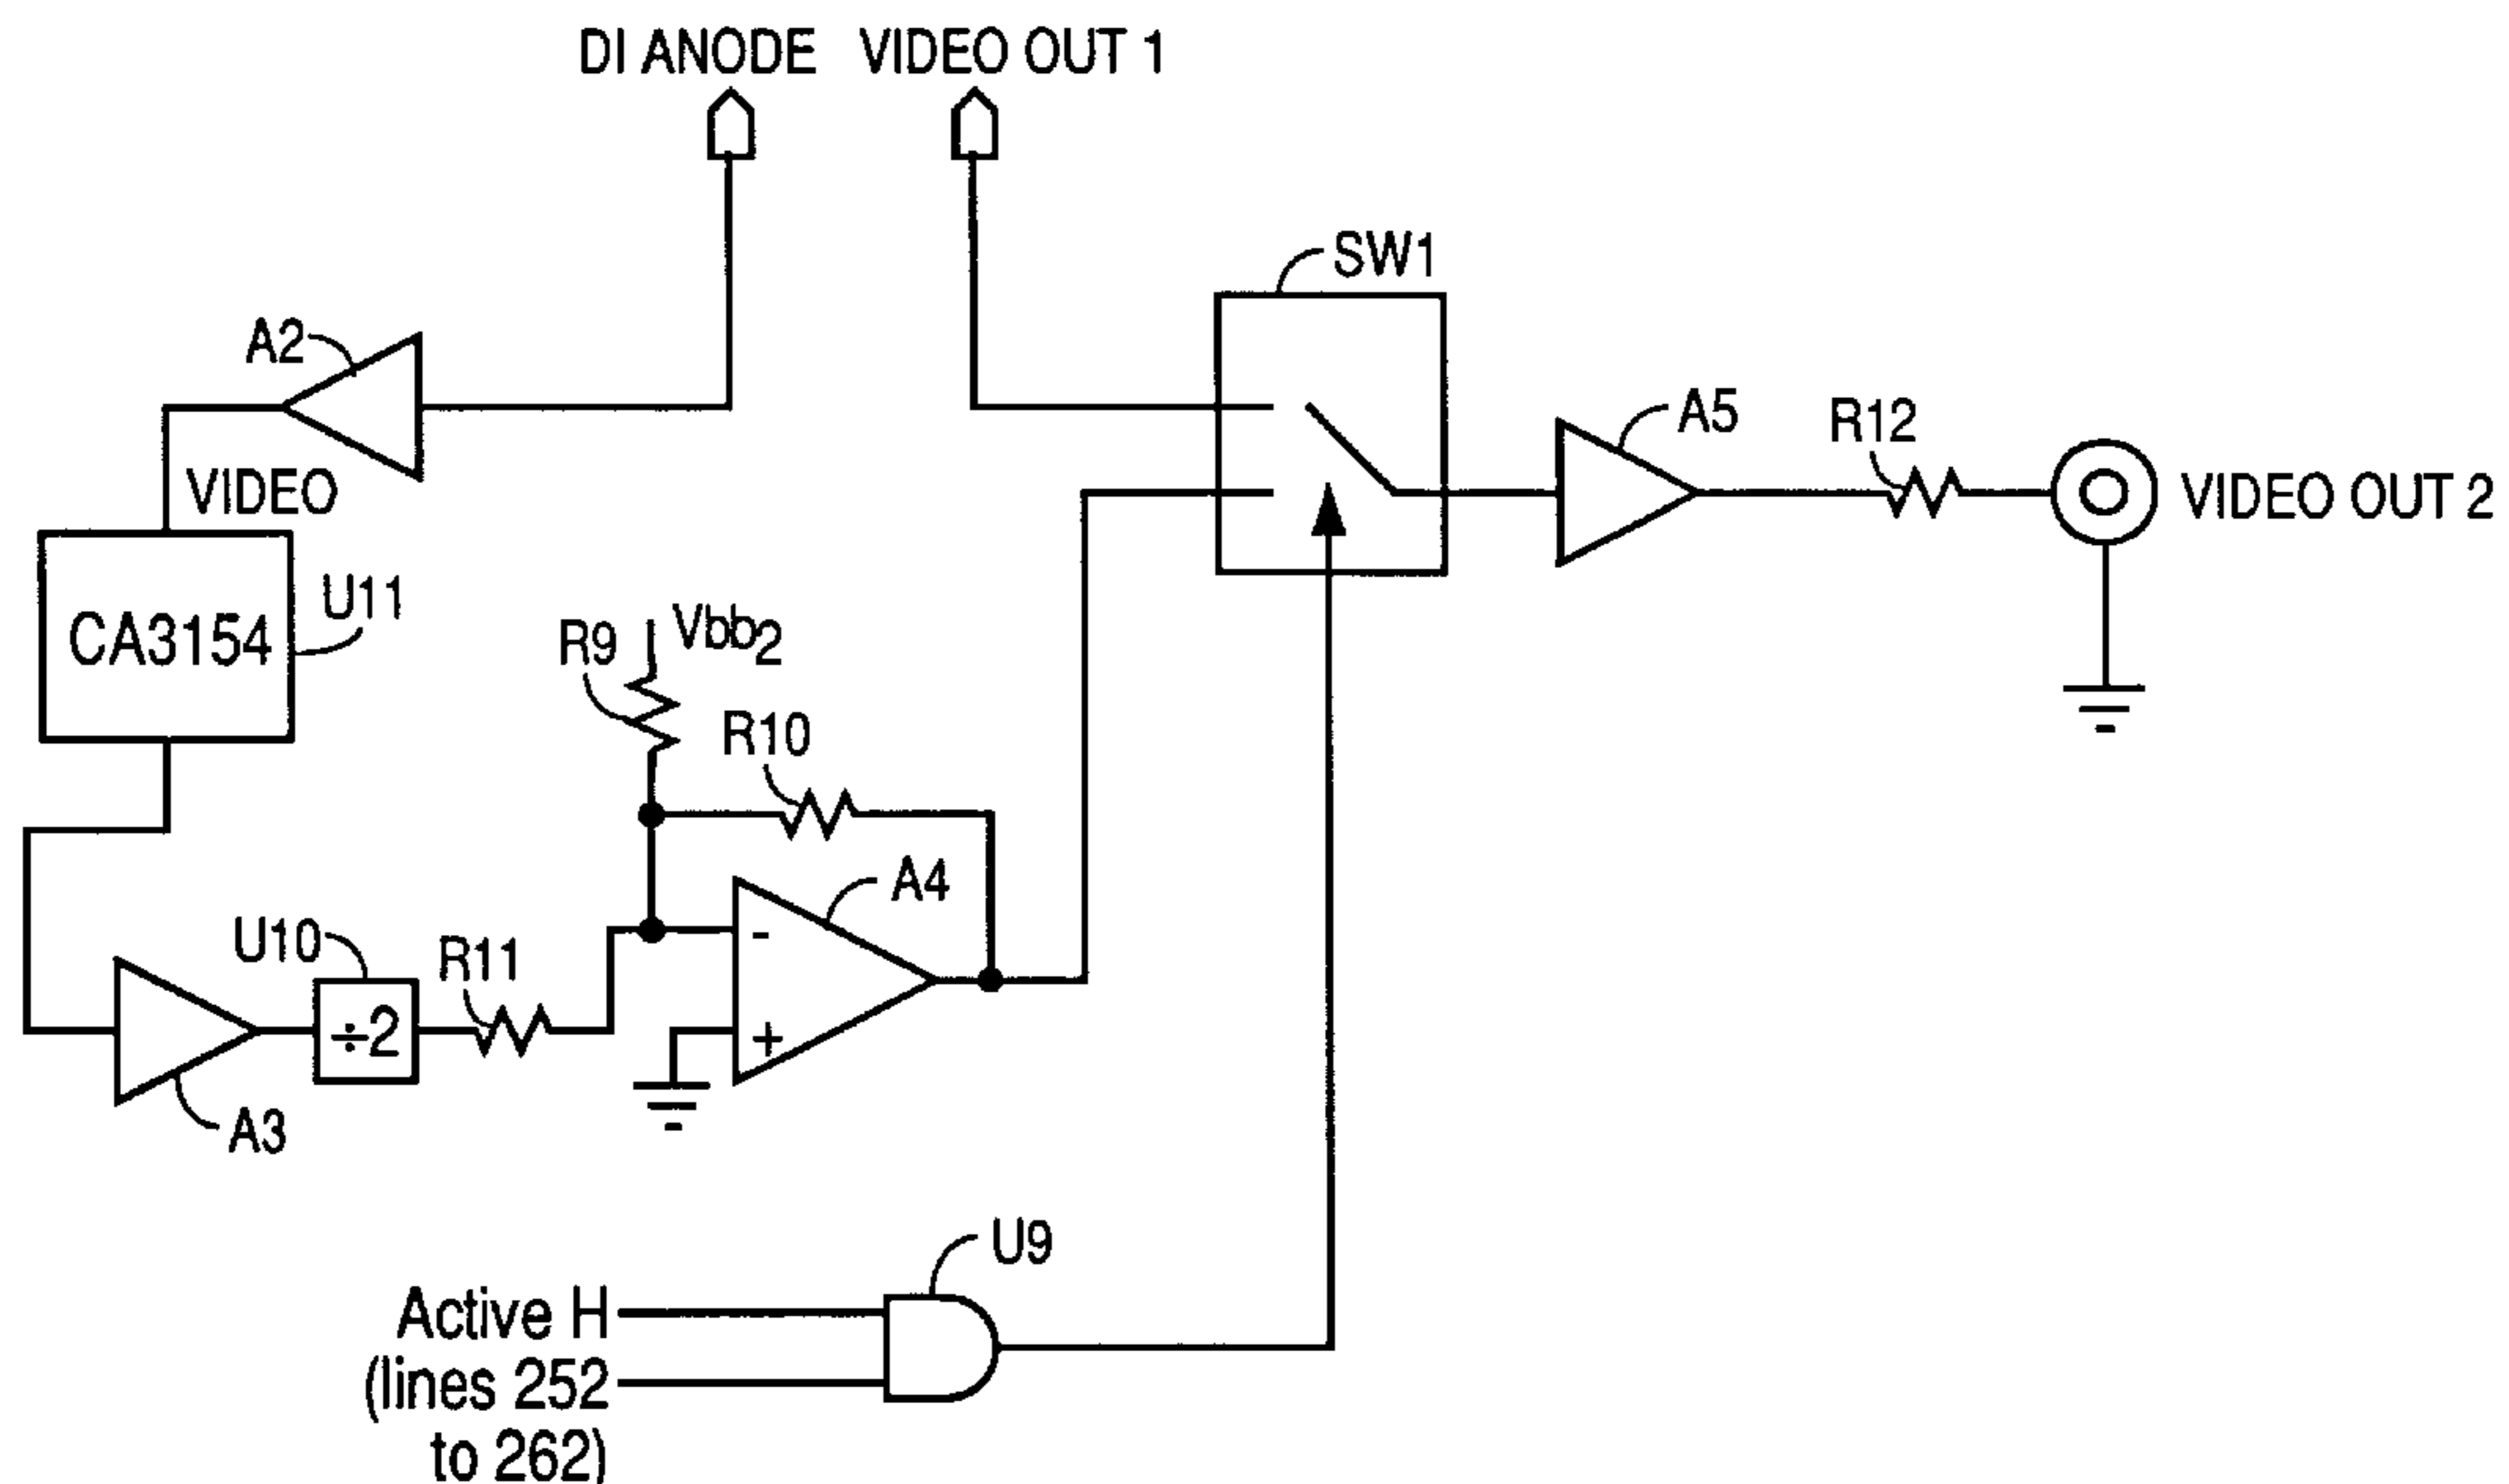 DI ANODE VIDEO OUT 1
SW1
A2
A5
R12
VIDEO
VIDEO OUT 2
U11
CA3154
R9
Vbb2
R10
A4
U10
R11
-
÷2
+
A3
U9
Active H
(lines 252
to 262)